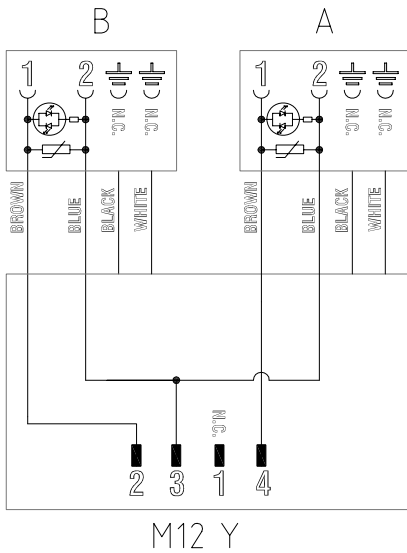 B A
1 2 1 2
N.C. N.C. N.C. N.C.
BROWN BLUE BLACK WHITE BROWN BLUE BLACK WHITE
N.C.
2 3 1 4
M12 Y